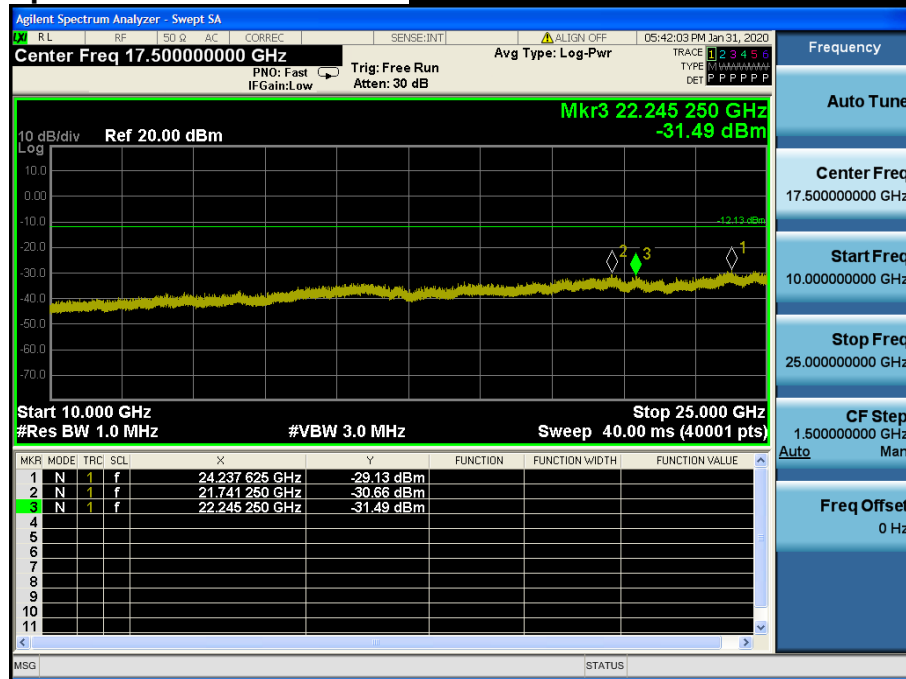 Agilent Spectrum Analyzer - Swept SA
LXI RL RF 50 Ω AC CORREC SENSE:INT ALIGN OFF 05:42:03 PM Jan 31, 2020
Center Freq 17.500000000 GHz
PNO: Fast
IFGain:Low
Trig: Free Run
Atten: 30 dB
Avg Type: Log-Pwr
TRACE 1 2 3 4 5 6
TYPE M WWWWW
DET P P P P P P
Mkr3 22.245 250 GHz
-31.49 dBm
10 dB/div Ref 20.00 dBm
Log
10.0
0.00
-10.0
-12.13 dBm
-20.0
-30.0
-40.0
-50.0
-60.0
-70.0
2
3
1
Start 10.000 GHz Stop 25.000 GHz
#Res BW 1.0 MHz #VBW 3.0 MHz Sweep 40.00 ms (40001 pts)
MKR MODE TRC SCL X Y FUNCTION FUNCTION WIDTH FUNCTION VALUE
1 N 1 f 24.237 625 GHz -29.13 dBm
2 N 1 f 21.741 250 GHz -30.66 dBm
3 N 1 f 22.245 250 GHz -31.49 dBm
4
5
6
7
8
9
10
11
MSG STATUS
Frequency
Auto Tune
Center Freq
17.500000000 GHz
Start Freq
10.000000000 GHz
Stop Freq
25.000000000 GHz
CF Step
1.500000000 GHz
Auto Man
Freq Offset
0 Hz